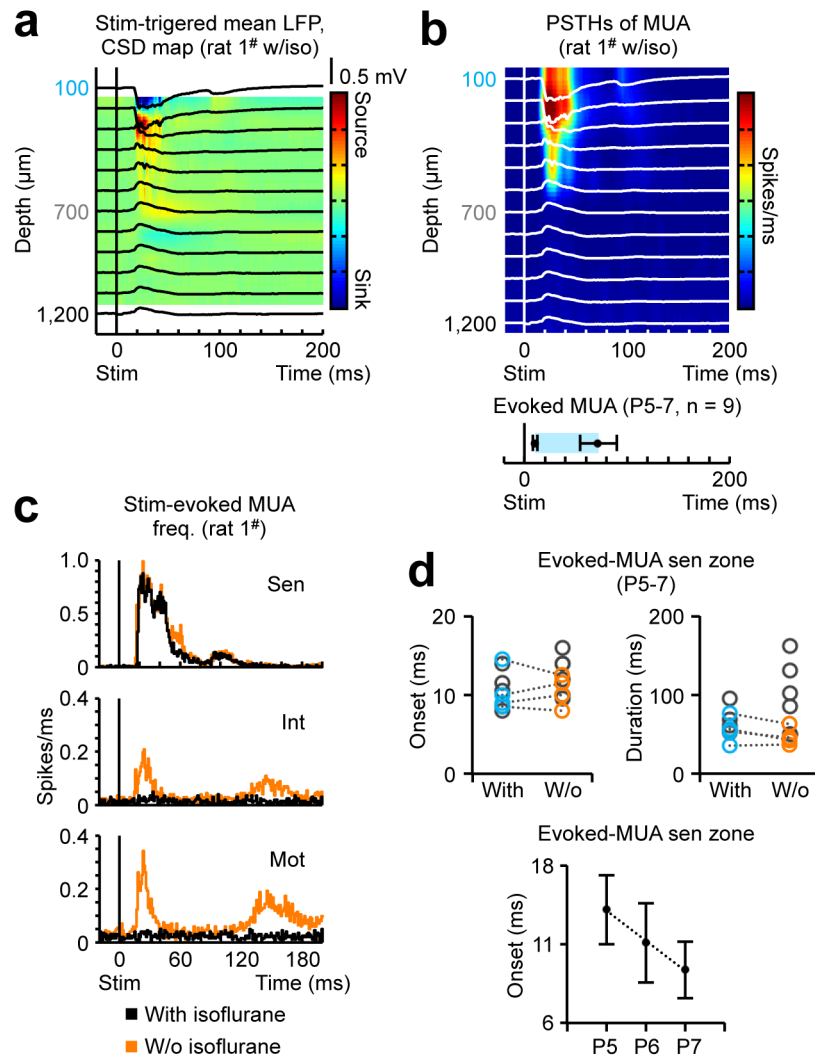 a
Stim-trigered mean LFP,
CSD map (rat 1# w/iso)
0.5 mV
100
700
1,200
Depth (µm)
Source
Sink
0
100
200
Stim
Time (ms)
b
PSTHs of MUA
(rat 1# w/iso)
100
700
1,200
Depth (µm)
Spikes/ms
0
100
200
Stim
Time (ms)
Evoked MUA (P5-7, n = 9)
0
200
Stim
Time (ms)
c
Stim-evoked MUA
freq. (rat 1#)
1.0
0.5
0
Sen
0.4
0.2
0
Int
Spikes/ms
0.4
0.2
0
Mot
0
60
120
180
Stim
Time (ms)
With isoflurane
W/o isoflurane
d
Evoked-MUA sen zone
(P5-7)
20
10
0
Onset (ms)
With
W/o
200
100
0
Duration (ms)
With
W/o
Evoked-MUA sen zone
18
11
6
Onset (ms)
P5
P6
P7